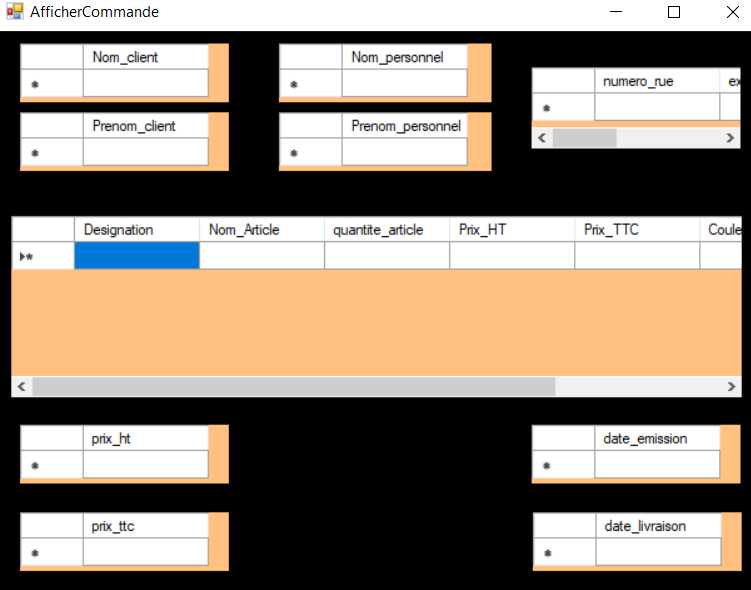 AfficherCommande
Nom_client
Nom_personnel
numero_rue ex
Prenom_client
Prenom_personnel
Designation Nom_Article quantite_article Prix_HT Prix_TTC Coule
prix_ht
date_emission
prix_ttc
date_livraison